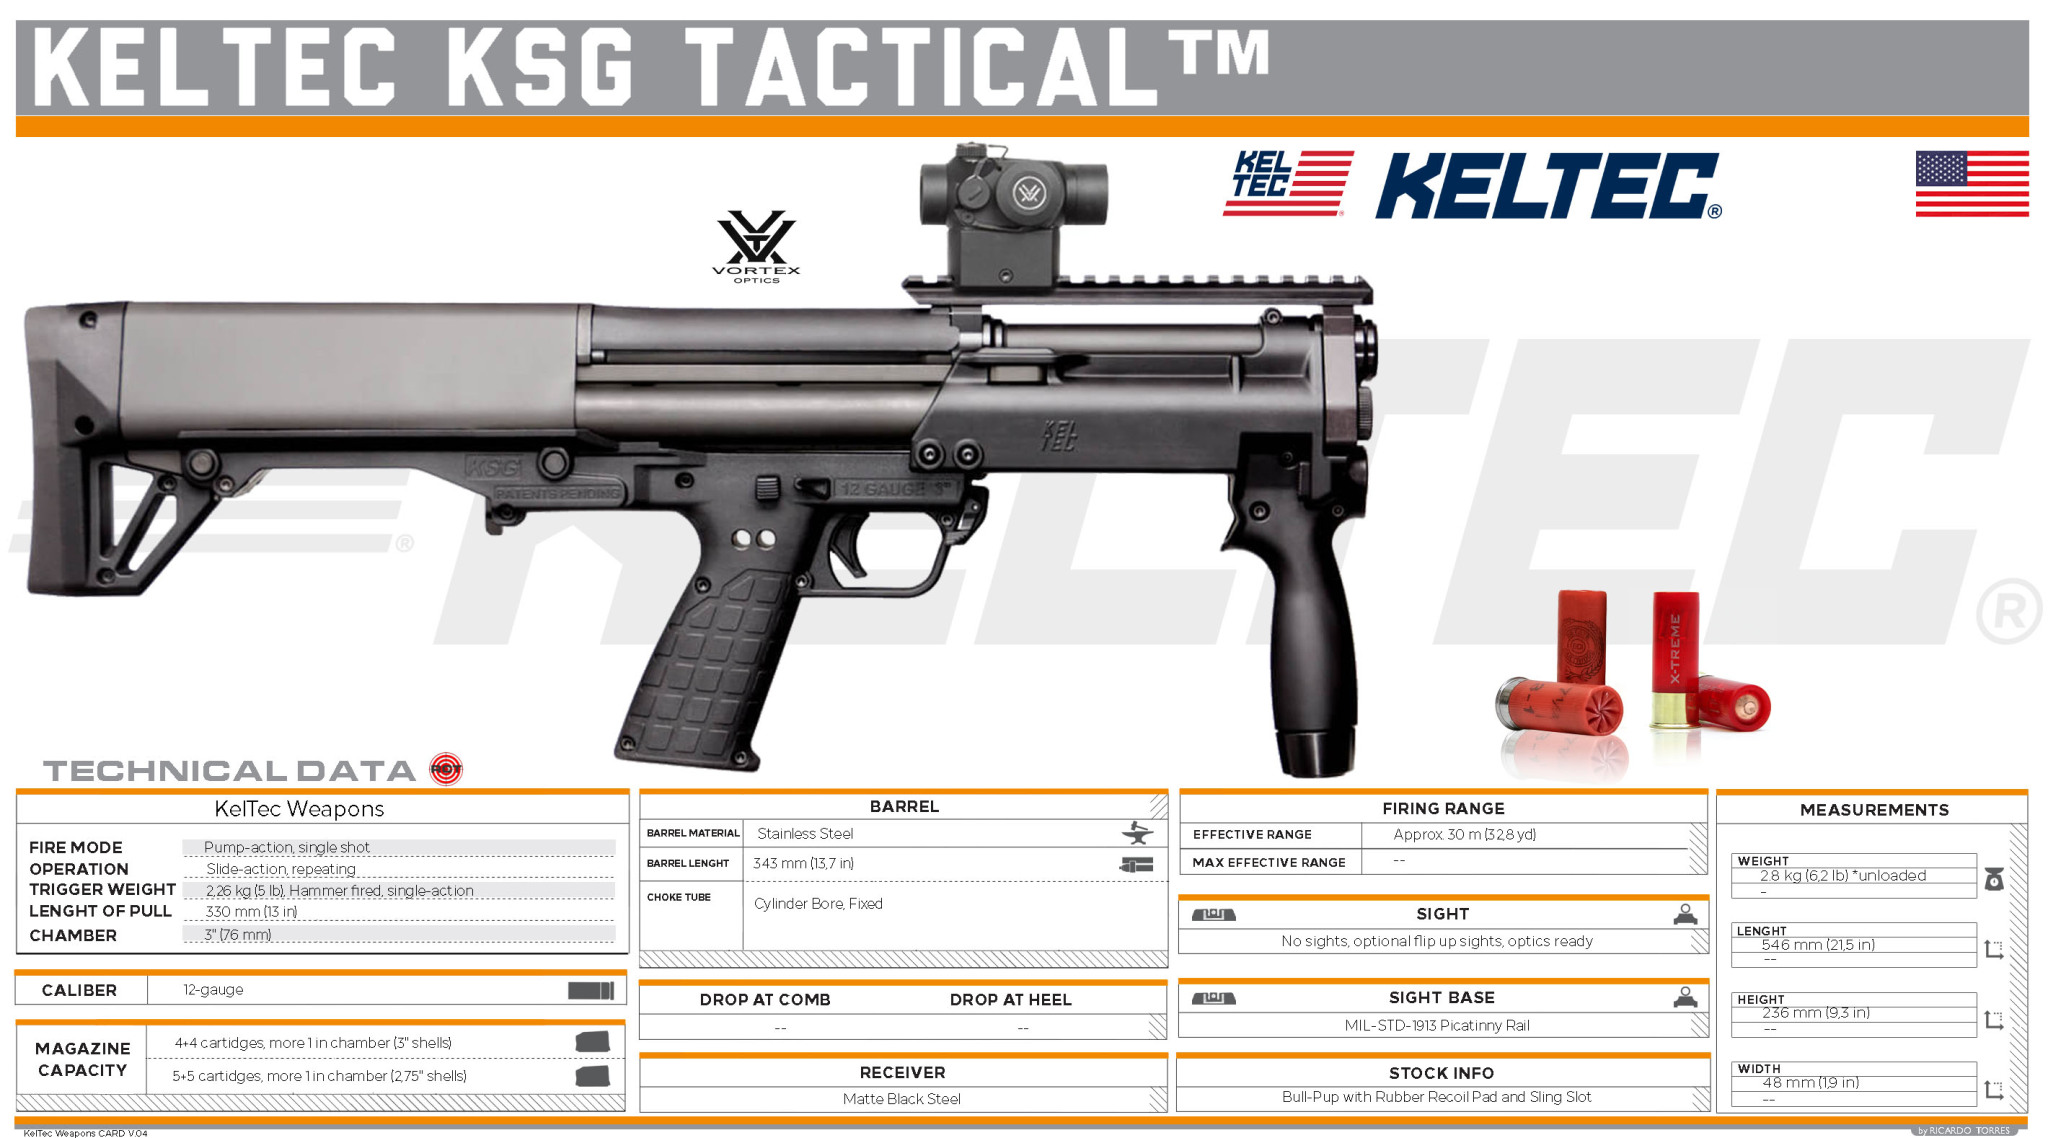 KELTEC KSG TACTICAL™
KEL
TEC
KELTEC®
VORTEX
OPTICS
KEL
TEC
KSG
PATENTS PENDING
12 GAUGE 3"
KELTEC®
®
X-TREME
TECHNICAL DATA
KelTec Weapons
FIRE MODE Pump-action, single shot
OPERATION Slide-action, repeating
TRIGGER WEIGHT 2,26 kg (5 lb), Hammer fired, single-action
LENGHT OF PULL 330 mm (13 in)
CHAMBER 3" (76 mm)
CALIBER 12-gauge
MAGAZINE CAPACITY
4+4 cartidges, more 1 in chamber (3" shells)
5+5 cartidges, more 1 in chamber (2,75" shells)
BARREL
BARREL MATERIAL Stainless Steel
BARREL LENGHT 343 mm (13,7 in)
CHOKE TUBE Cylinder Bore, Fixed
DROP AT COMB DROP AT HEEL
-- --
RECEIVER
Matte Black Steel
FIRING RANGE
EFFECTIVE RANGE Approx. 30 m (32,8 yd)
MAX EFFECTIVE RANGE --
SIGHT
No sights, optional flip up sights, optics ready
SIGHT BASE
MIL-STD-1913 Picatinny Rail
STOCK INFO
Bull-Pup with Rubber Recoil Pad and Sling Slot
MEASUREMENTS
WEIGHT
2.8 kg (6,2 lb) *unloaded
-
LENGHT
546 mm (21,5 in)
--
HEIGHT
236 mm (9,3 in)
--
WIDTH
48 mm (1,9 in)
--
KelTec Weapons CARD V.04
by RICARDO TORRES